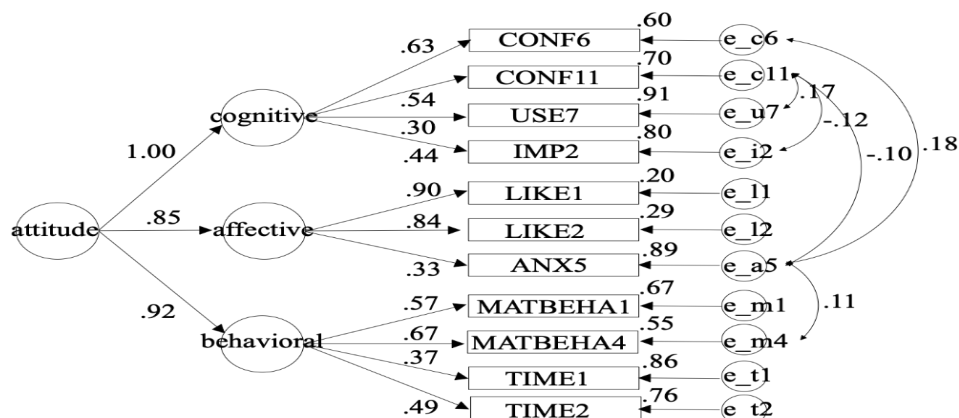 .60
.63
CONF6
e_c6
.70
CONF11
e_c11
.17
.54
.91
cognitive
USE7
e_u7
-.12
.30
.80
1.00
.44
IMP2
e_i2
.18
-.10
.20
.90
LIKE1
e_l1
.85
.29
attitude
affective
.84
LIKE2
e_l2
.89
.33
ANX5
e_a5
.67
.92
.57
MATBEHA1
e_m1
.11
.55
behavioral
.67
MATBEHA4
e_m4
.37
.86
TIME1
e_t1
.76
.49
TIME2
e_t2